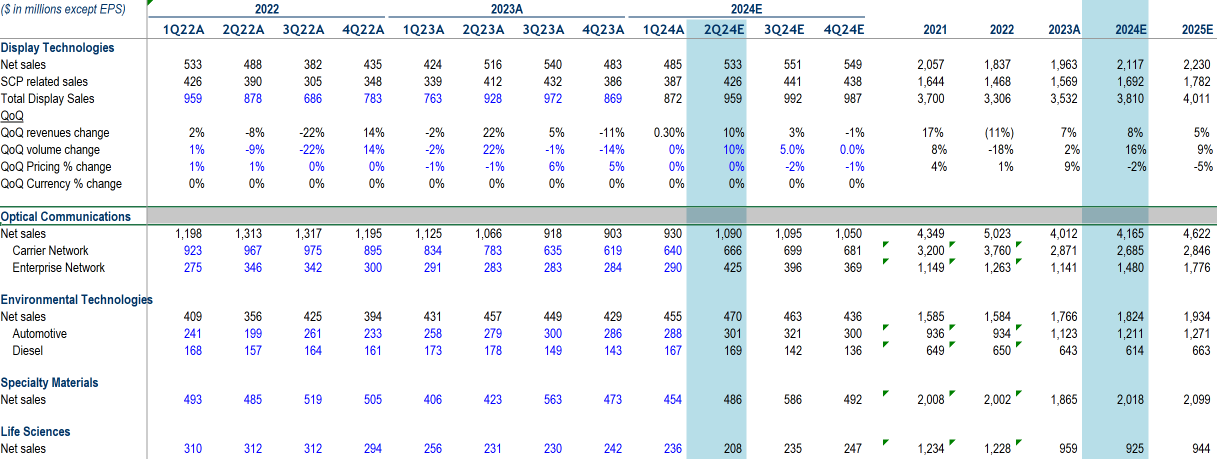 ($ in millions except EPS) 2022 2023A 2024E
1Q22A 2Q22A 3Q22A 4Q22A 1Q23A 2Q23A 3Q23A 4Q23A 1Q24A 2Q24E 3Q24E 4Q24E 2021 2022 2023A 2024E 2025E
Display Technologies
Net sales 533 488 382 435 424 516 540 483 485 533 551 549 2,057 1,837 1,963 2,117 2,230
SCP related sales 426 390 305 348 339 412 432 386 387 426 441 438 1,644 1,468 1,569 1,692 1,782
Total Display Sales 959 878 686 783 763 928 972 869 872 959 992 987 3,700 3,306 3,532 3,810 4,011
QoQ
QoQ revenues change 2% -8% -22% 14% -2% 22% 5% -11% 0.30% 10% 3% -1% 17% (11%) 7% 8% 5%
QoQ volume change 1% -9% -22% 14% -2% 22% -1% -14% 0% 10% 5.0% 0.0% 8% -18% 2% 16% 9%
QoQ Pricing % change 1% 1% 0% 0% -1% -1% 6% 5% 0% 0% -2% -1% 4% 1% 9% -2% -5%
QoQ Currency % change 0% 0% 0% 0% 0% 0% 0% 0% 0% 0% 0% 0%
Optical Communications
Net sales 1,198 1,313 1,317 1,195 1,125 1,066 918 903 930 1,090 1,095 1,050 4,349 5,023 4,012 4,165 4,622
Carrier Network 923 967 975 895 834 783 635 619 640 666 699 681 3,200 3,760 2,871 2,685 2,846
Enterprise Network 275 346 342 300 291 283 283 284 290 425 396 369 1,149 1,263 1,141 1,480 1,776
Environmental Technologies
Net sales 409 356 425 394 431 457 449 429 455 470 463 436 1,585 1,584 1,766 1,824 1,934
Automotive 241 199 261 233 258 279 300 286 288 301 321 300 936 934 1,123 1,211 1,271
Diesel 168 157 164 161 173 178 149 143 167 169 142 136 649 650 643 614 663
Specialty Materials
Net sales 493 485 519 505 406 423 563 473 454 486 586 492 2,008 2,002 1,865 2,018 2,099
Life Sciences
Net sales 310 312 312 294 256 231 230 242 236 208 235 247 1,234 1,228 959 925 944